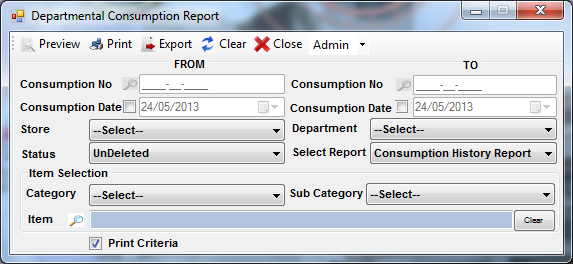 Departmental Consumption Report
Preview Print Export Clear Close Admin
FROM TO
Consumption No ____-__-____ Consumption No ____-__-____
Consumption Date 24/05/2013 Consumption Date 24/05/2013
Store --Select-- Department --Select--
Status UnDeleted Select Report Consumption History Report
Item Selection
Category --Select-- Sub Category --Select--
Item Clear
Print Criteria